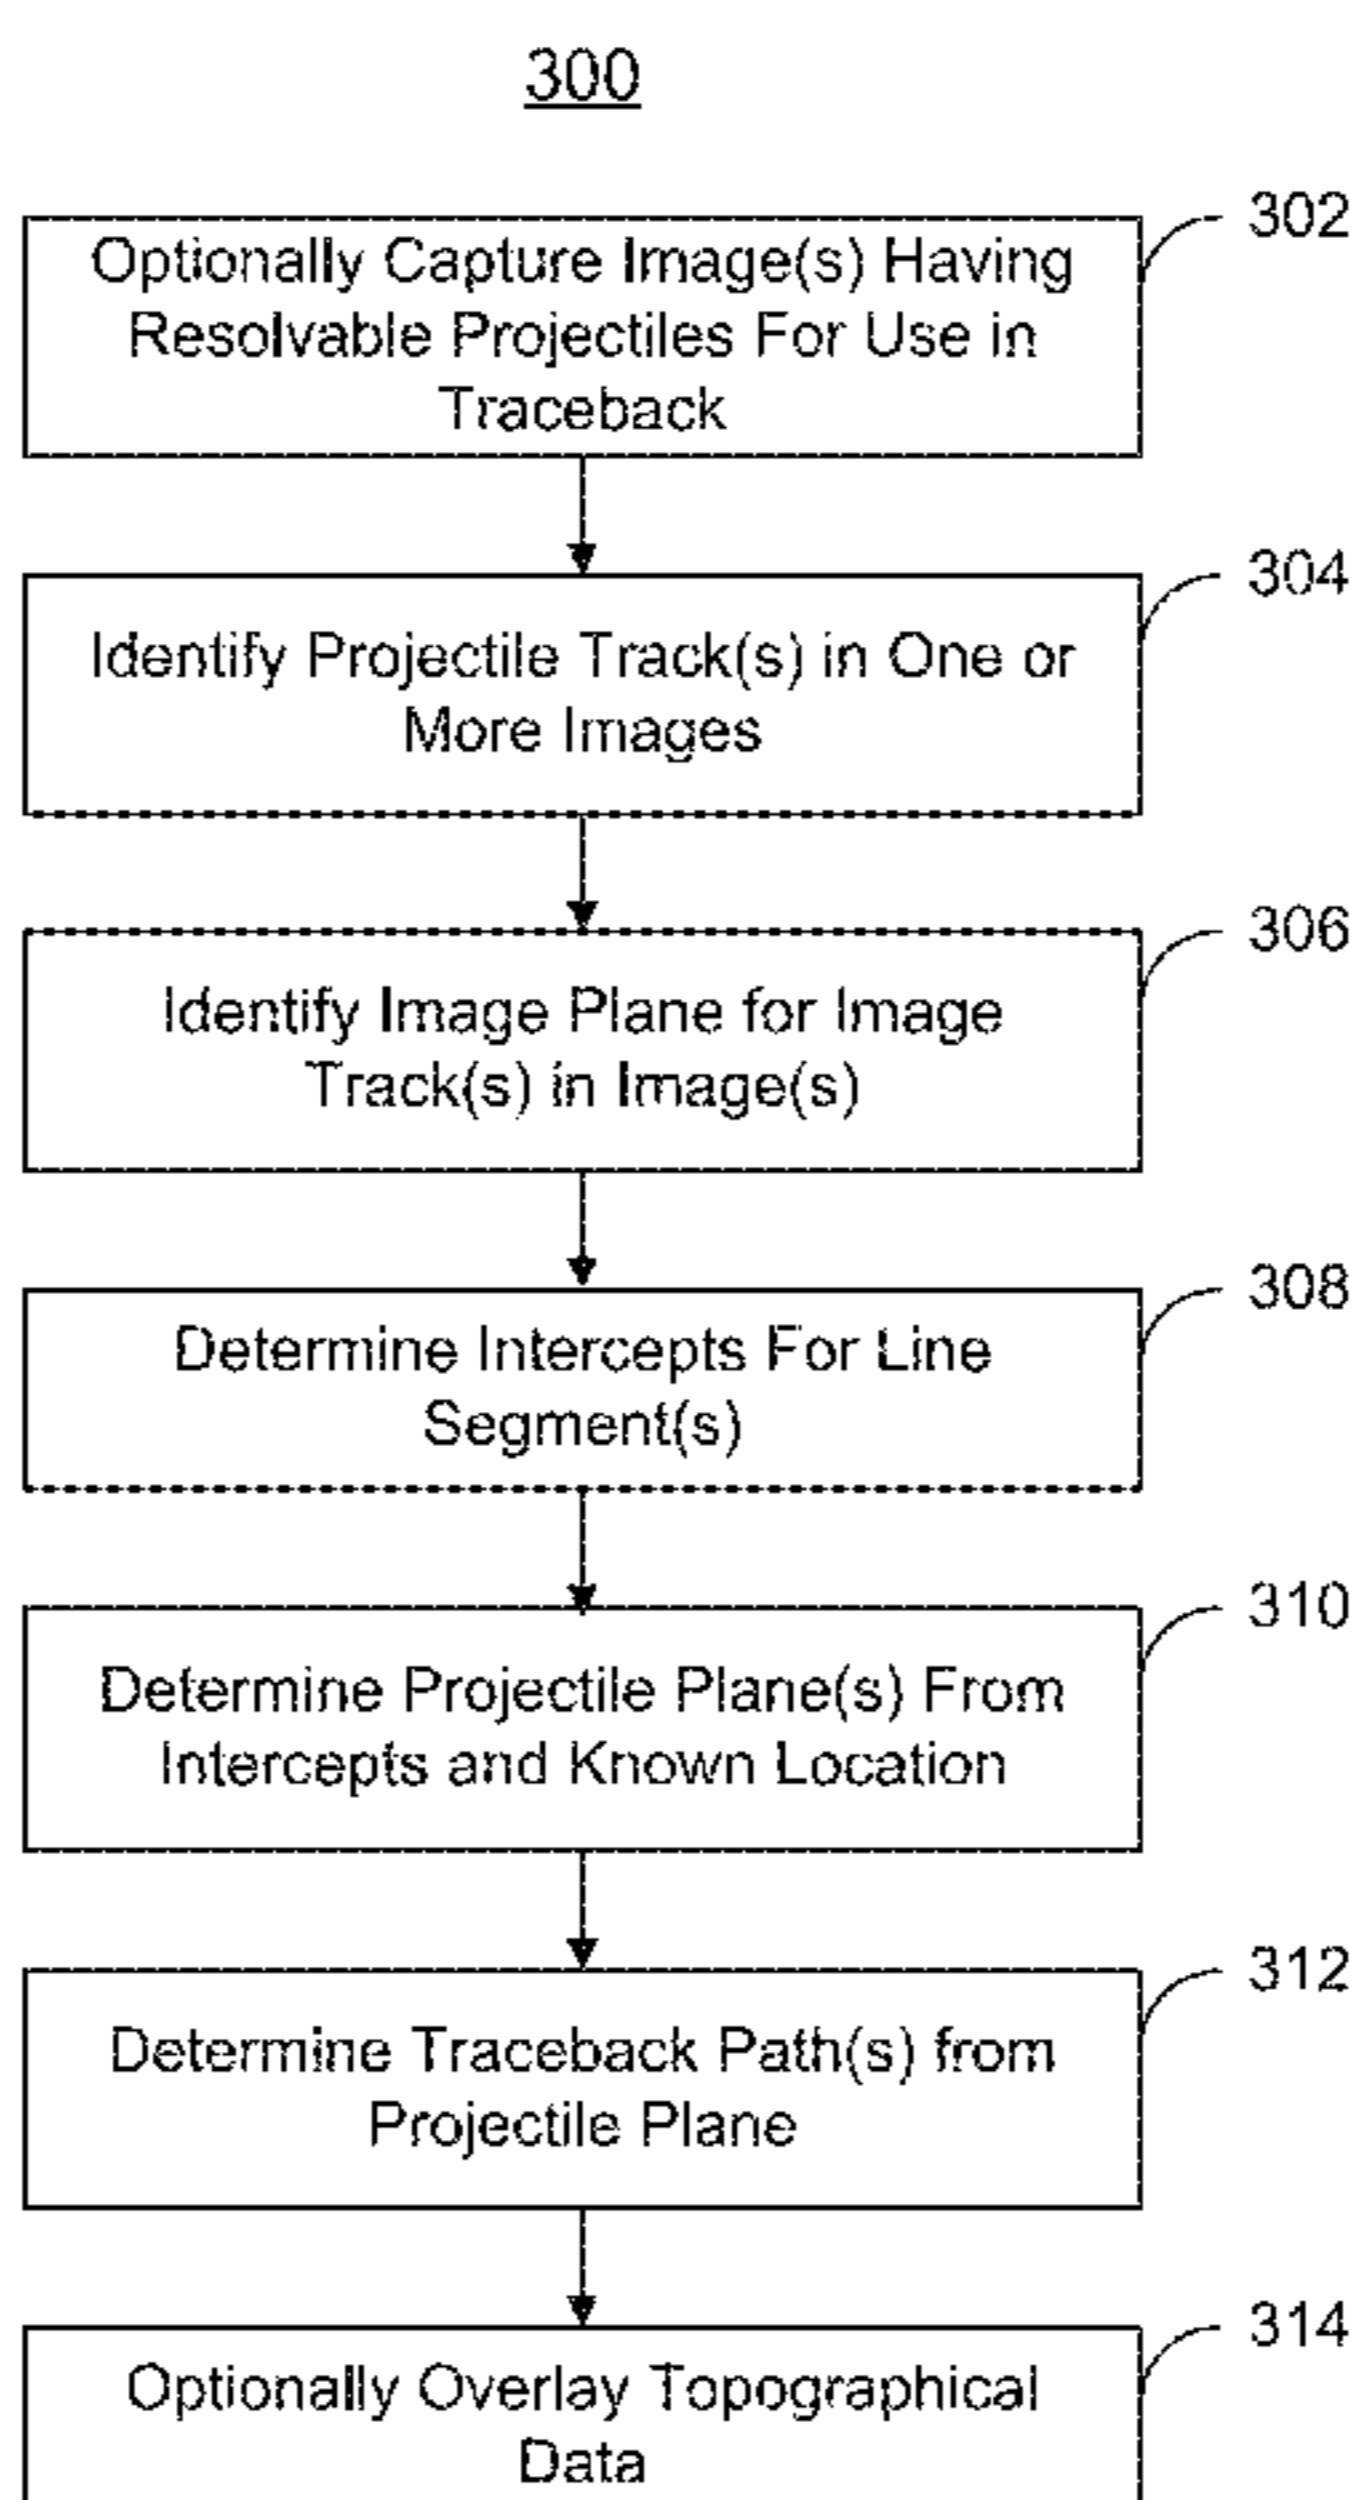 300
302
Optionally Capture Image(s) Having
Resolvable Projectiles For Use in
Traceback
304
Identify Projectile Track(s) in One or
More Images
306
Identify Image Plane for Image
Track(s) in Image(s)
308
Determine Intercepts For Line
Segment(s)
310
Determine Projectile Plane(s) From
Intercepts and Known Location
312
Determine Traceback Path(s) from
Projectile Plane
314
Optionally Overlay Topographical
Data